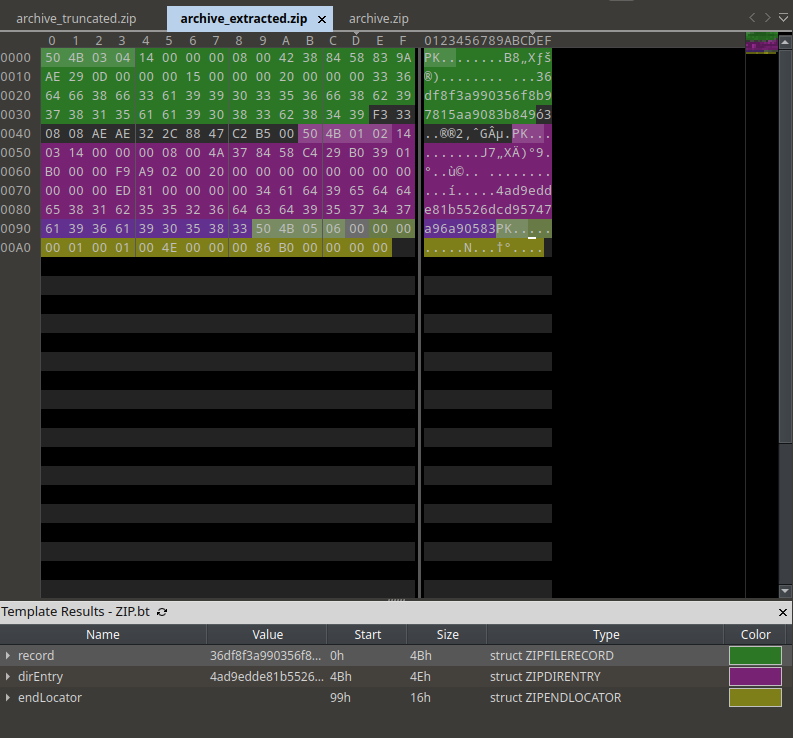 archive_truncated.zip archive_extracted.zip × archive.zip
0 1 2 3 4 5 6 7 8 9 A B C D E F 0123456789ABCDEF
0000 50 4B 03 04 14 00 00 00 08 00 42 38 84 58 83 9A PK........B8„Xƒš
0010 AE 29 0D 00 00 00 15 00 00 00 20 00 00 00 33 36 ®)........ ...36
0020 64 66 38 66 33 61 39 39 30 33 35 36 66 38 62 39 df8f3a990356f8b9
0030 37 38 31 35 61 61 39 30 38 33 62 38 34 39 F3 33 7815aa9083b849ó3
0040 08 08 AE AE 32 2C 88 47 C2 B5 00 50 4B 01 02 14 ..®®2,ˆGÂµ.PK...
0050 03 14 00 00 00 08 00 4A 37 84 58 C4 29 B0 39 01 .......J7„XÄ)°9.
0060 B0 00 00 F9 A9 02 00 20 00 00 00 00 00 00 00 00 °..ù©.. ........
0070 00 00 00 ED 81 00 00 00 00 34 61 64 39 65 64 64 ...í.....4ad9edd
0080 65 38 31 62 35 35 32 36 64 63 64 39 35 37 34 37 e81b5526dcd95747
0090 61 39 36 61 39 30 35 38 33 50 4B 05 06 00 00 00 a96a90583PK.....
00A0 00 01 00 01 00 4E 00 00 00 86 B0 00 00 00 00 .....N...†°....
Template Results - ZIP.bt ×
Name Value Start Size Type Color
record 36df8f3a990356f8... 0h 4Bh struct ZIPFILERECORD
dirEntry 4ad9edde81b5526... 4Bh 4Eh struct ZIPDIRENTRY
endLocator 99h 16h struct ZIPENDLOCATOR